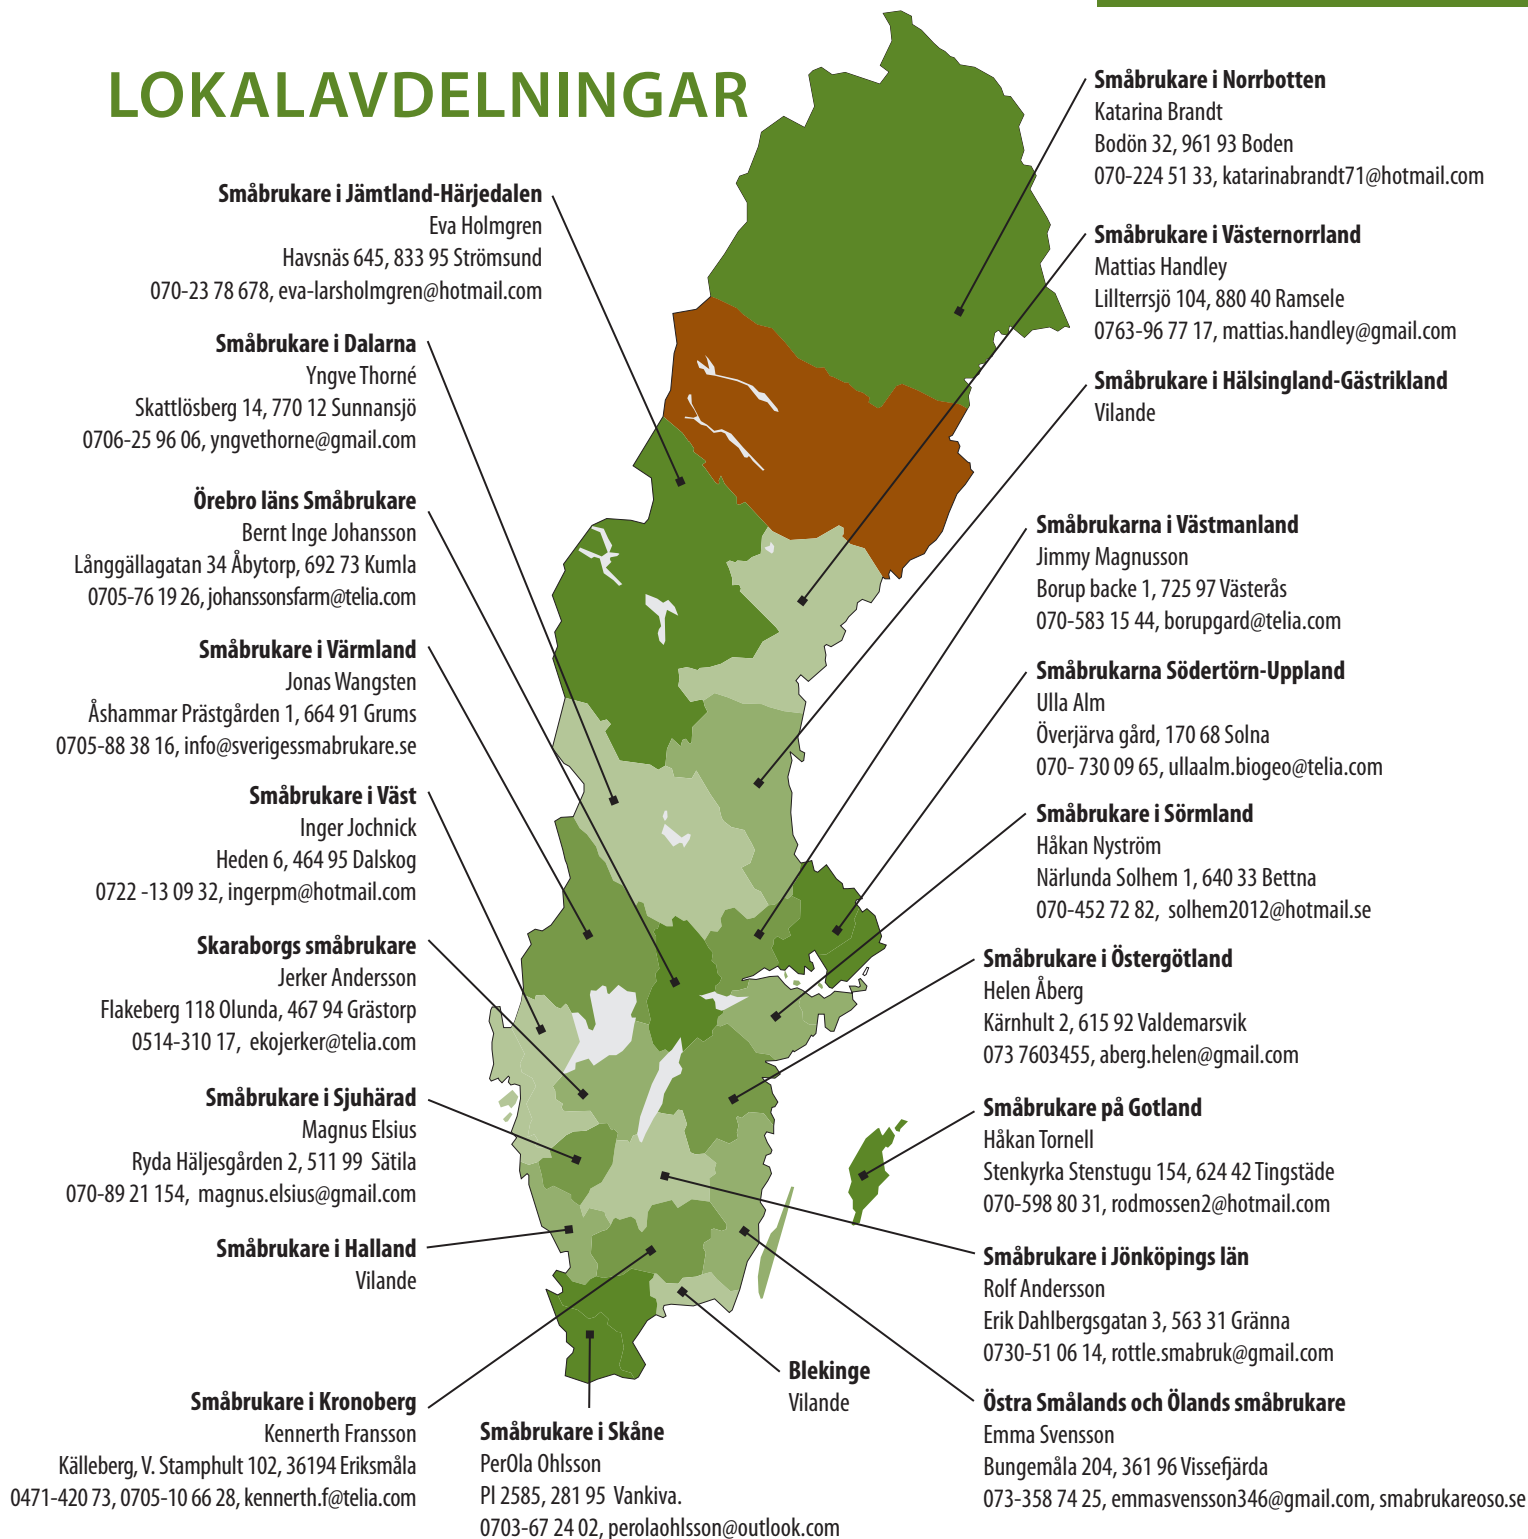 LOKALAVDELNINGAR
Småbrukare i Jämtland-Härjedalen
Eva Holmgren
Havsnäs 645, 833 95 Strömsund
070-23 78 678, eva-larsholmgren@hotmail.com
Småbrukare i Dalarna
Yngve Thorné
Skattlösberg 14, 770 12 Sunnansjö
0706-25 96 06, yngvethorne@gmail.com
Örebro läns Småbrukare
Bernt Inge Johansson
Långgällagatan 34 Åbytorp, 692 73 Kumla
0705-76 19 26, johanssonsfarm@telia.com
Småbrukare i Värmland
Jonas Wangsten
Åshammar Prästgården 1, 664 91 Grums
0705-88 38 16, info@sverigessmabrukare.se
Småbrukare i Väst
Inger Jochnick
Heden 6, 464 95 Dalskog
0722 -13 09 32, ingerpm@hotmail.com
Skaraborgs småbrukare
Jerker Andersson
Flakeberg 118 Olunda, 467 94 Grästorp
0514-310 17, ekojerker@telia.com
Småbrukare i Sjuhärad
Magnus Elsius
Ryda Häljesgården 2, 511 99 Sätila
070-89 21 154, magnus.elsius@gmail.com
Småbrukare i Halland
Vilande
Småbrukare i Kronoberg
Kennerth Fransson
Källeberg, V. Stamphult 102, 36194 Eriksmåla
0471-420 73, 0705-10 66 28, kennerth.f@telia.com
Småbrukare i Skåne
PerOla Ohlsson
Pl 2585, 281 95 Vankiva.
0703-67 24 02, perolaohlsson@outlook.com
Blekinge
Vilande
Småbrukare i Norrbotten
Katarina Brandt
Bodön 32, 961 93 Boden
070-224 51 33, katarinabrandt71@hotmail.com
Småbrukare i Västernorrland
Mattias Handley
Lillterrsjö 104, 880 40 Ramsele
0763-96 77 17, mattias.handley@gmail.com
Småbrukare i Hälsingland-Gästrikland
Vilande
Småbrukarna i Västmanland
Jimmy Magnusson
Borup backe 1, 725 97 Västerås
070-583 15 44, borupgard@telia.com
Småbrukarna Södertörn-Uppland
Ulla Alm
Överjärva gård, 170 68 Solna
070- 730 09 65, ullaalm.biogeo@telia.com
Småbrukare i Sörmland
Håkan Nyström
Närlunda Solhem 1, 640 33 Bettna
070-452 72 82, solhem2012@hotmail.se
Småbrukare i Östergötland
Helen Åberg
Kärnhult 2, 615 92 Valdemarsvik
073 7603455, aberg.helen@gmail.com
Småbrukare på Gotland
Håkan Tornell
Stenkyrka Stenstugu 154, 624 42 Tingstäde
070-598 80 31, rodmossen2@hotmail.com
Småbrukare i Jönköpings län
Rolf Andersson
Erik Dahlbergsgatan 3, 563 31 Gränna
0730-51 06 14, rottle.smabruk@gmail.com
Östra Smålands och Ölands småbrukare
Emma Svensson
Bungemåla 204, 361 96 Vissefjärda
073-358 74 25, emmasvensson346@gmail.com, smabrukareoso.se